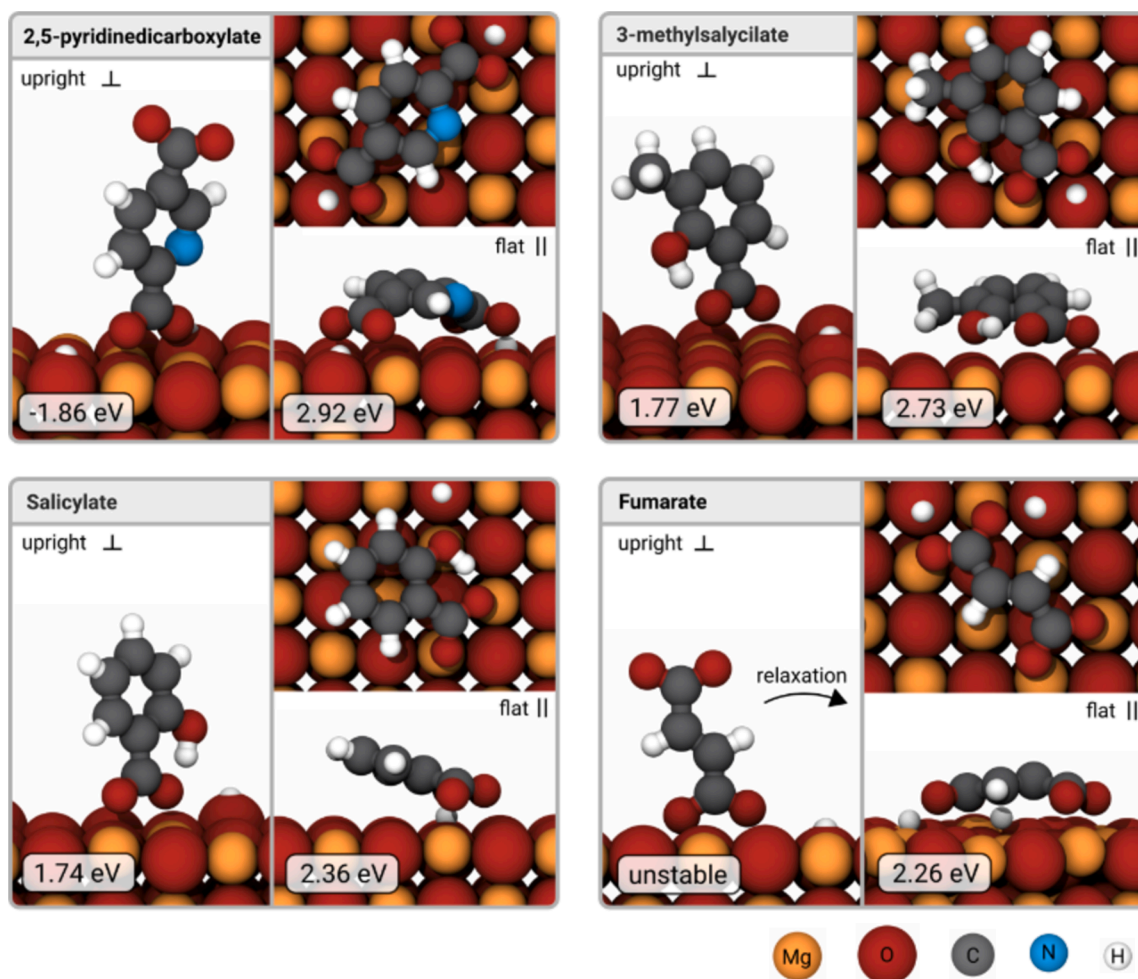 2,5-pyridinedicarboxylate
upright ⊥
flat ||
-1.86 eV
2.92 eV
3-methylsalycilate
upright ⊥
flat ||
1.77 eV
2.73 eV
Salicylate
upright ⊥
flat ||
1.74 eV
2.36 eV
Fumarate
upright ⊥
relaxation
flat ||
unstable
2.26 eV
Mg O C N H